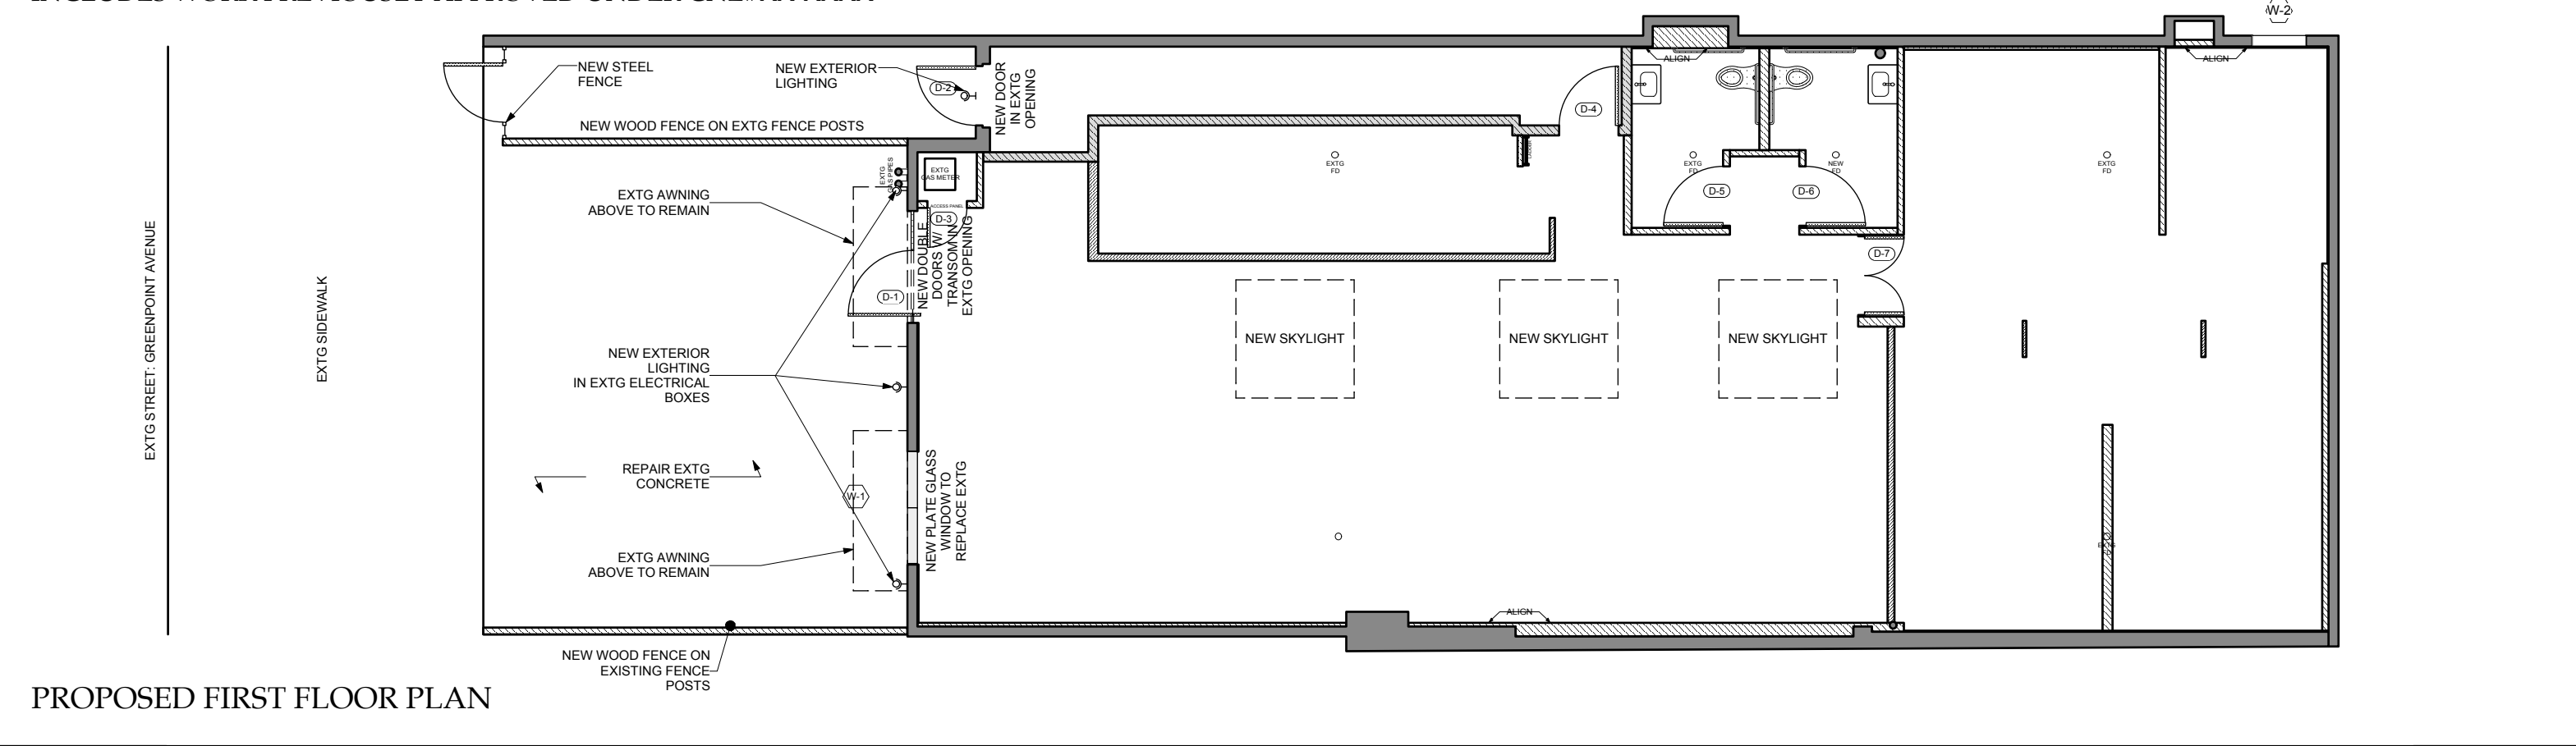 NEW STEEL
FENCE
NEW EXTERIOR
LIGHTING
D-2
NEW DOOR
IN EXTG
OPENING
NEW WOOD FENCE ON EXTG FENCE POSTS
W-2
ALIGN
ALIGN
D-4
EXTG
GAS PIPES
EXTG
GAS METER
ACCESS PANEL
D-3
EXTG
FD
EXTG
FD
NEW
FD
EXTG
FD
D-5
D-6
D-7
EXTG AWNING
ABOVE TO REMAIN
D-1
NEW DOUBLE
DOORS W/
TRANSOM IN
EXTG OPENING
EXTG STREET: GREENPOINT AVENUE
EXTG SIDEWALK
NEW SKYLIGHT
NEW SKYLIGHT
NEW SKYLIGHT
NEW EXTERIOR
LIGHTING
IN EXTG ELECTRICAL
BOXES
REPAIR EXTG
CONCRETE
W-1
NEW PLATE GLASS
WINDOW TO
REPLACE EXTG
EXTG AWNING
ABOVE TO REMAIN
ALIGN
NEW WOOD FENCE ON
EXISTING FENCE
POSTS
PROPOSED FIRST FLOOR PLAN